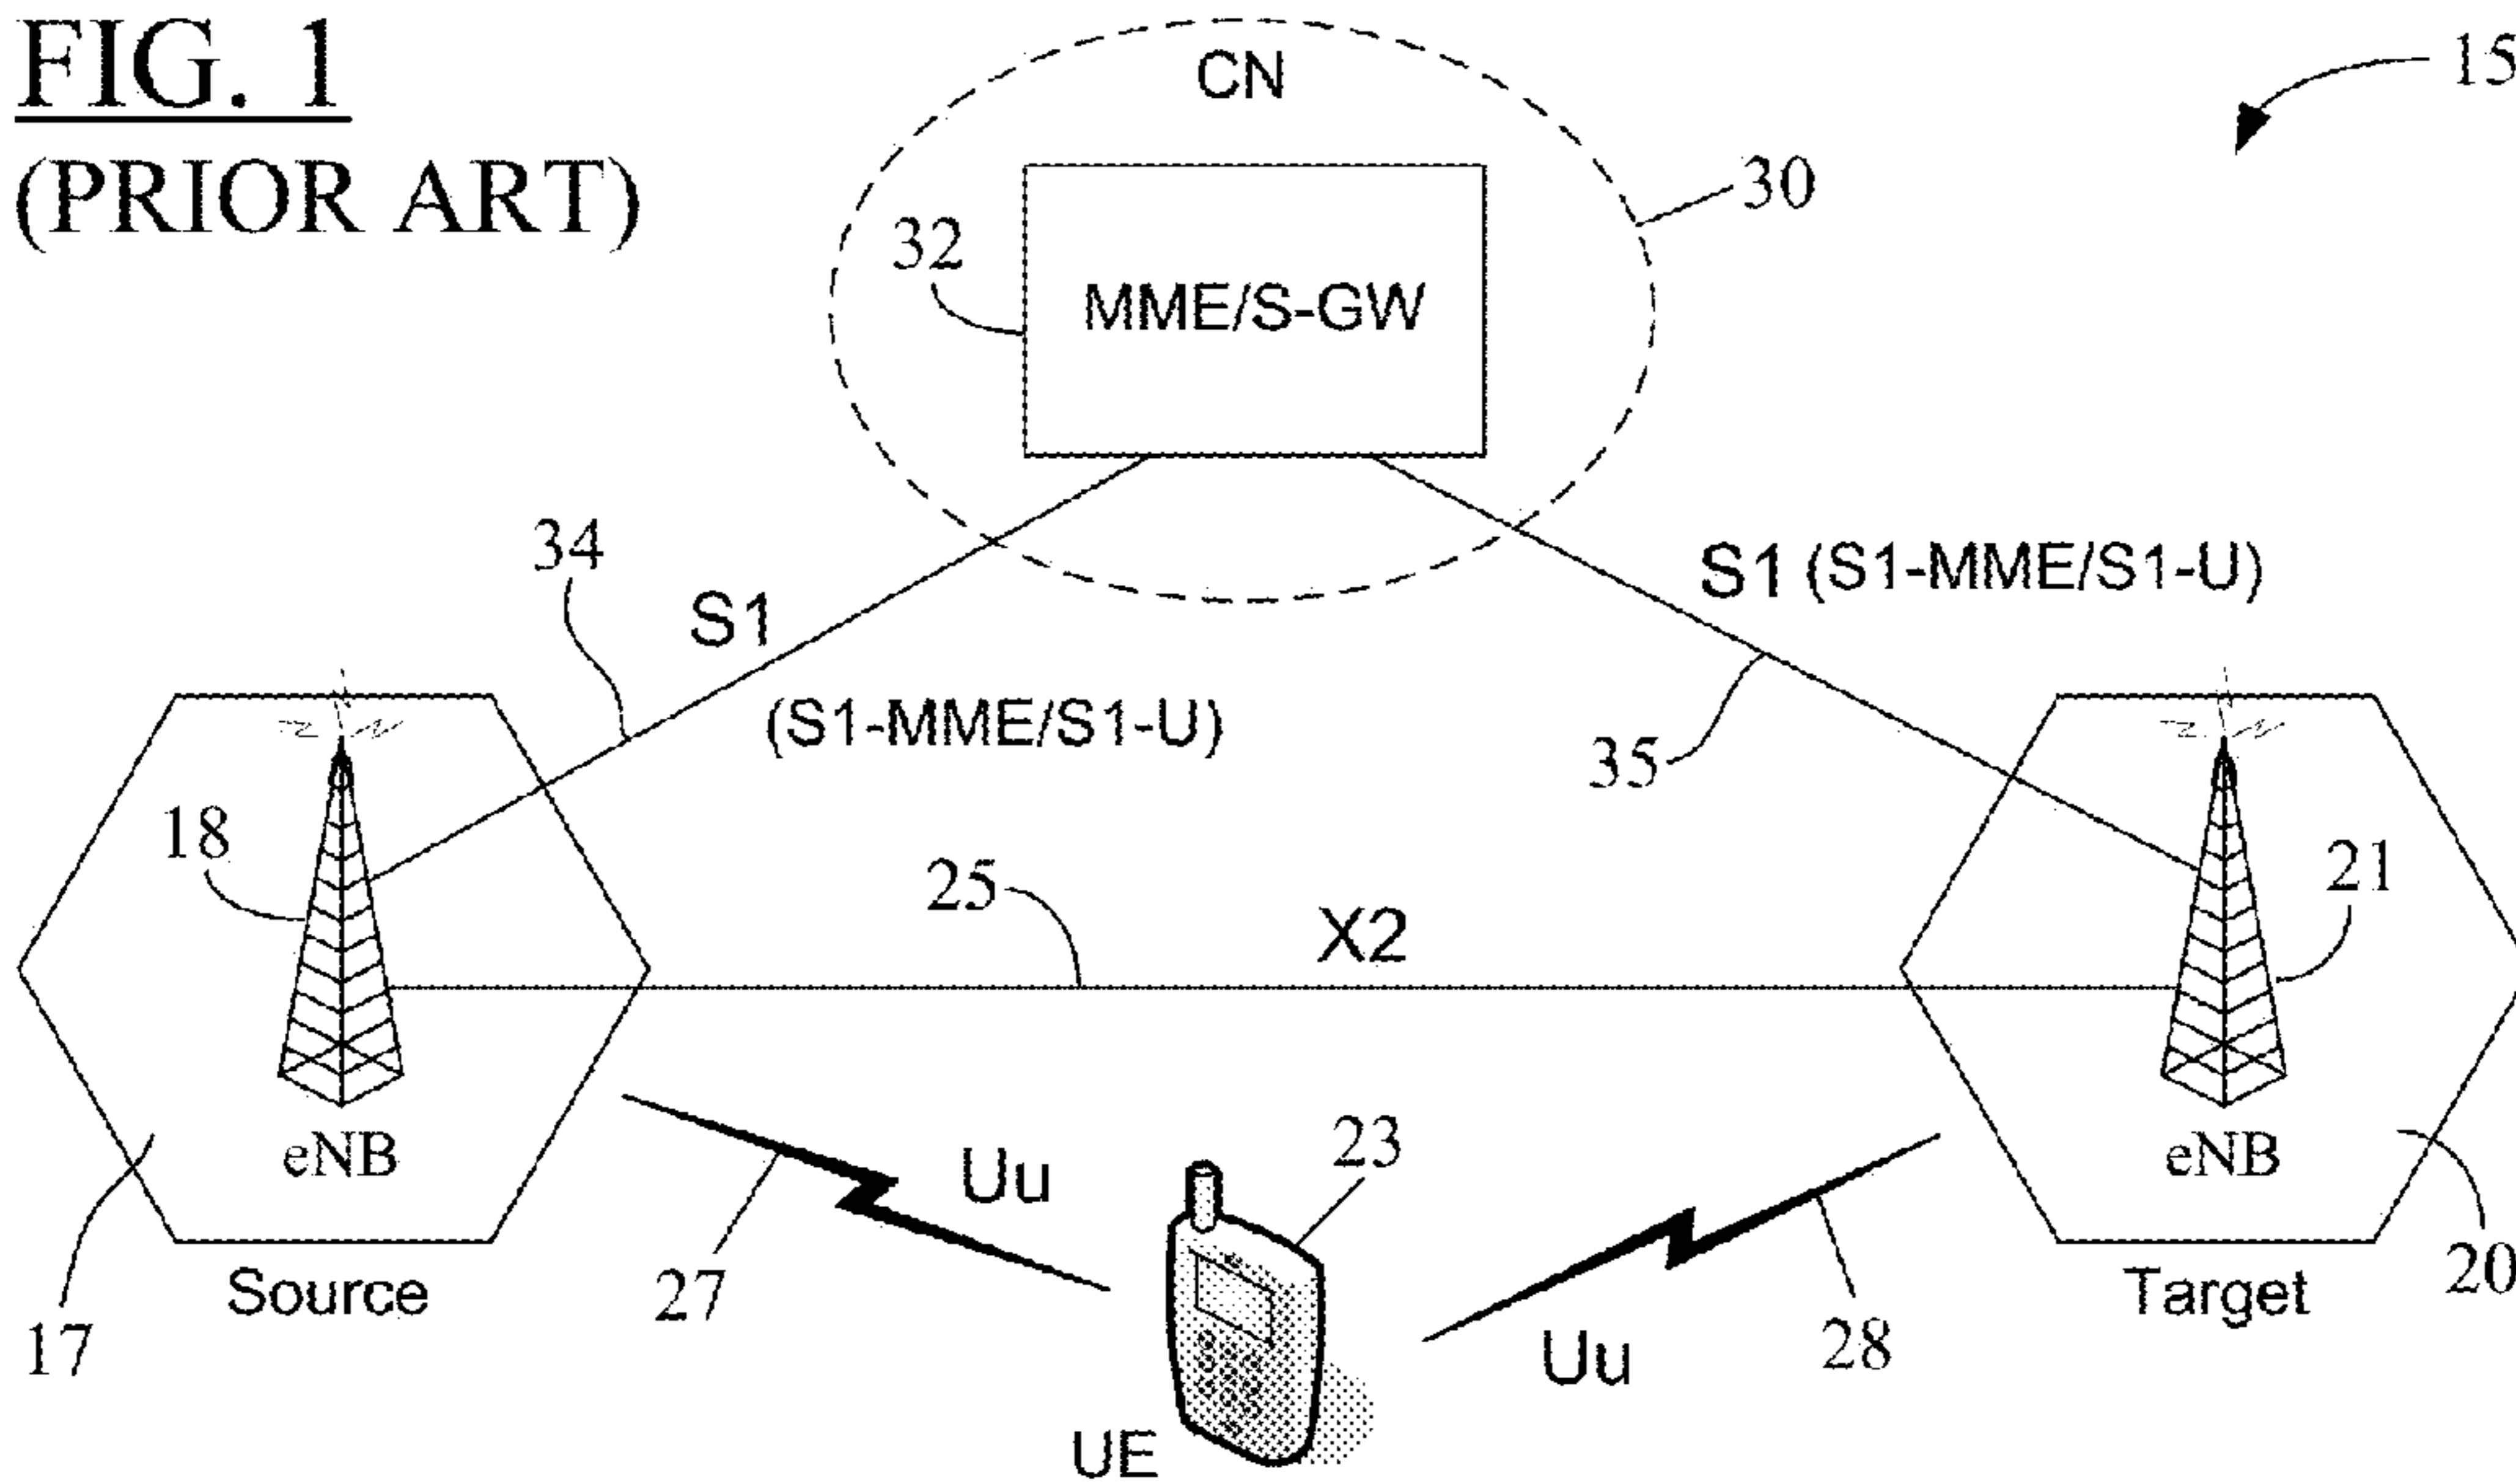 FIG. 1
(PRIOR ART)
CN
15
30
32
MME/S-GW
34
S1
S1 (S1-MME/S1-U)
(S1-MME/S1-U)
35
18
25
X2
21
eNB
eNB
23
Uu
27
Source
17
Uu
28
Target
20
UE